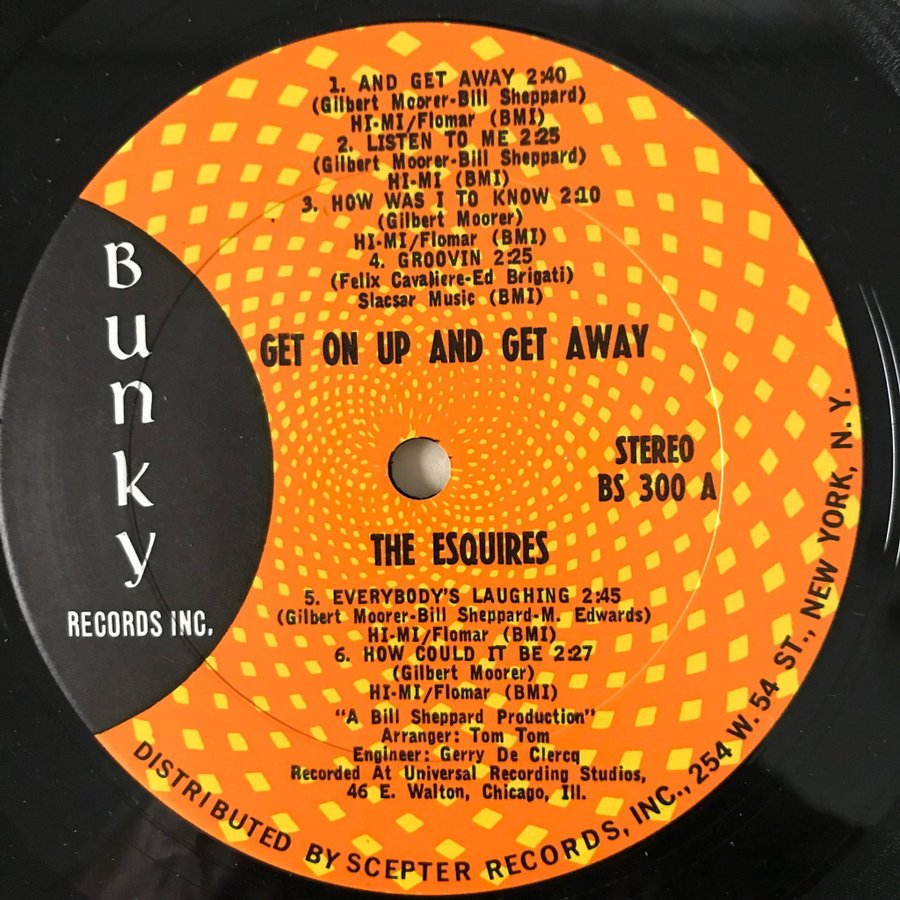 1. AND GET AWAY 2:40
(Gilbert Moorer-Bill Sheppard)
HI-MI/Flomar (BMI)
2. LISTEN TO ME 2:25
(Gilbert Moorer-Bill Sheppard)
HI-MI (BMI)
3. HOW WAS I TO KNOW 2:10
(Gilbert Moorer)
HI-MI/Flomar (BMI)
4. GROOVIN 2:25
(Felix Cavaliere-Ed Brigati)
Slacsar Music (BMI)
GET ON UP AND GET AWAY
Bunky
RECORDS INC.
STEREO
BS 300 A
THE ESQUIRES
5. EVERYBODY'S LAUGHING 2:45
(Gilbert Moorer-Bill Sheppard-M. Edwards)
HI-MI/Flomar (BMI)
6. HOW COULD IT BE 2:27
(Gilbert Moorer)
HI-MI/Flomar (BMI)
"A Bill Sheppard Production"
Arranger: Tom Tom
Engineer: Gerry De Clercq
Recorded At Universal Recording Studios,
46 E. Walton, Chicago, Ill.
DISTRIBUTED BY SCEPTER RECORDS, INC., 254 W. 54 ST., NEW YORK, N. Y.